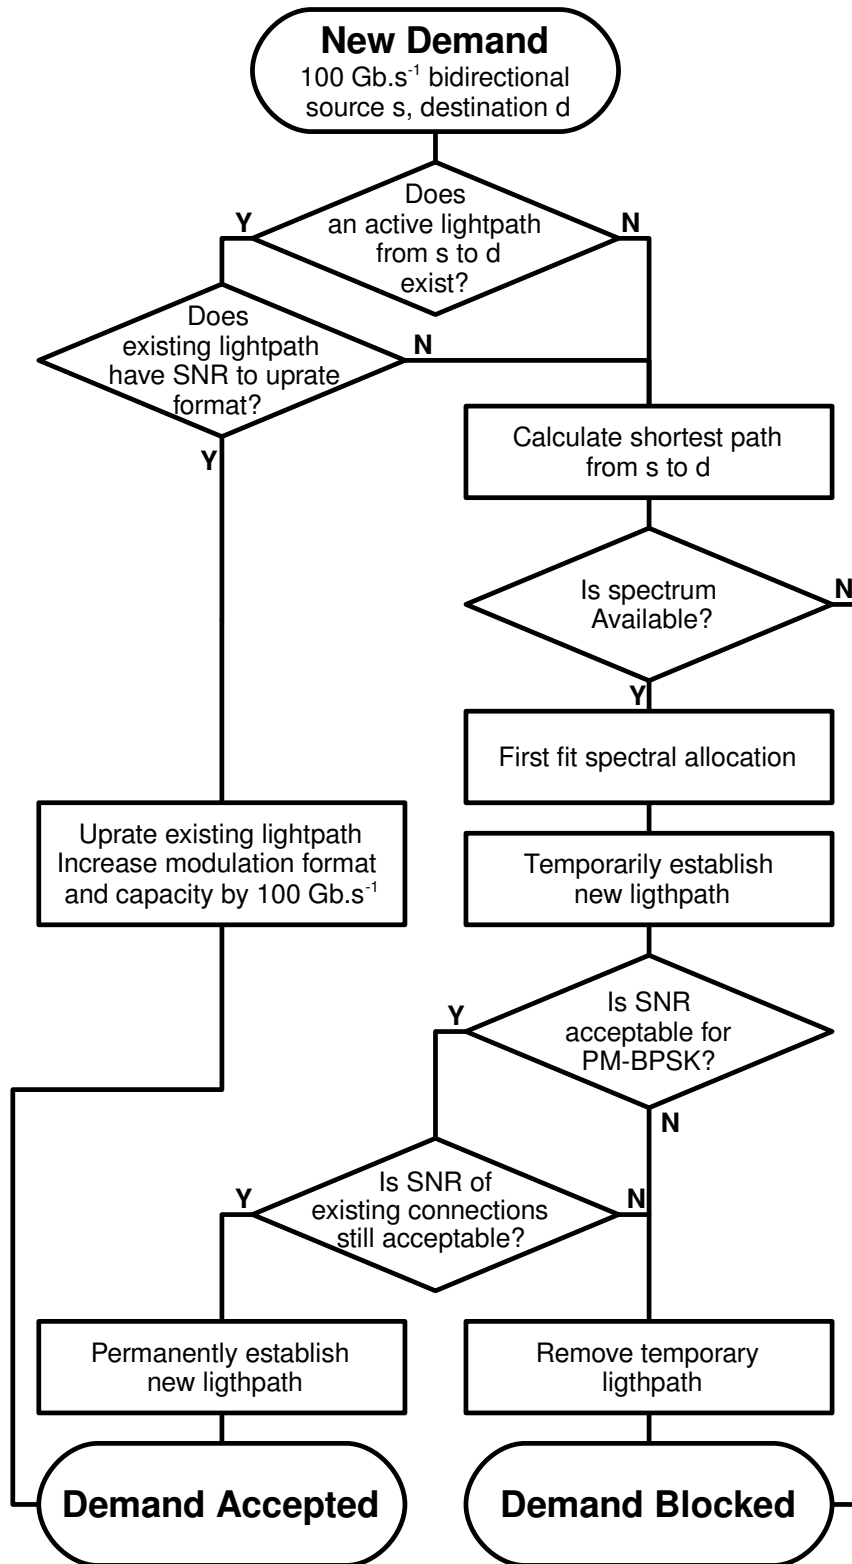 New Demand
100 Gb.s⁻¹ bidirectional
source s, destination d
Does
an active lightpath
from s to d
exist?
Y
N
Does
existing lightpath
have SNR to uprate
format?
N
Y
Calculate shortest path
from s to d
Is spectrum
Available?
N
Y
First fit spectral allocation
Uprate existing lightpath
Increase modulation format
and capacity by 100 Gb.s⁻¹
Temporarily establish
new ligthpath
Is SNR
acceptable for
PM-BPSK?
Y
N
Is SNR of
existing connections
still acceptable?
Y
N
Permanently establish
new ligthpath
Remove temporary
ligthpath
Demand Accepted
Demand Blocked